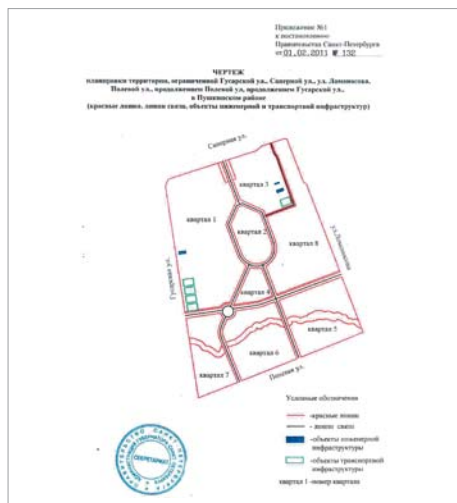 Приложение №1
к постановлению
Правительства Санкт-Петербурга
от 01.02.2011 № 132
ЧЕРТЕЖ
планировки территории, ограниченной Гусарской ул., Саперной ул., ул. Ломоносова,
Полевой ул., продолжением Полевой ул, продолжением Гусарской ул.,
в Пушкинском районе
(красные линии, линии связи, объекты инженерной и транспортной инфраструктур)
Саперная ул.
квартал 3
квартал 1
квартал 2
квартал 8
ул.Ломоносова
Гусарская ул.
квартал 4
квартал 5
квартал 6
квартал 7
Полевая ул.
Условные обозначения
-красные линии
- линии связи
-объекты инженерной
инфраструктуры
-объекты транспортной
инфраструктуры
квартал 1 -номер квартала
СЕКРЕТАРИАТ